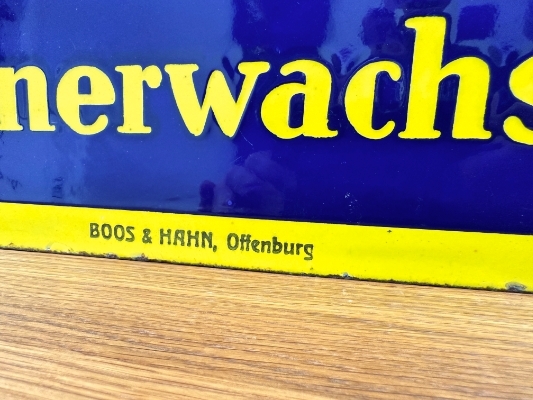 nerwachs
BOOS & HAHN, Offenburg